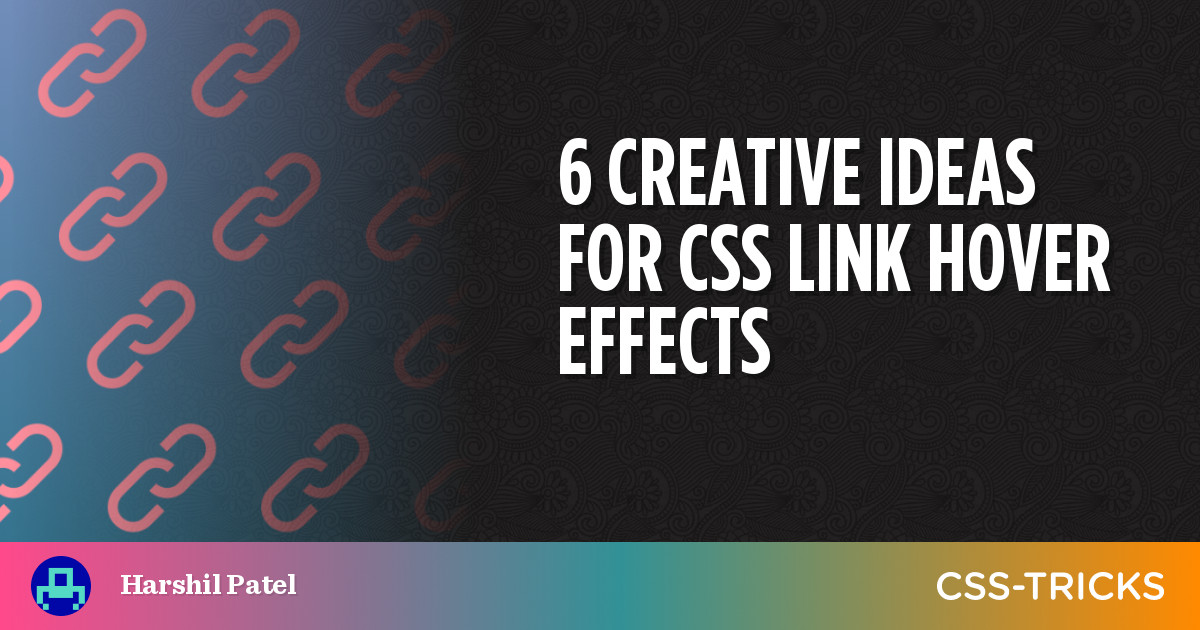 6 CREATIVE IDEAS
FOR CSS LINK HOVER
EFFECTS
Harshil Patel
CSS-TRICKS